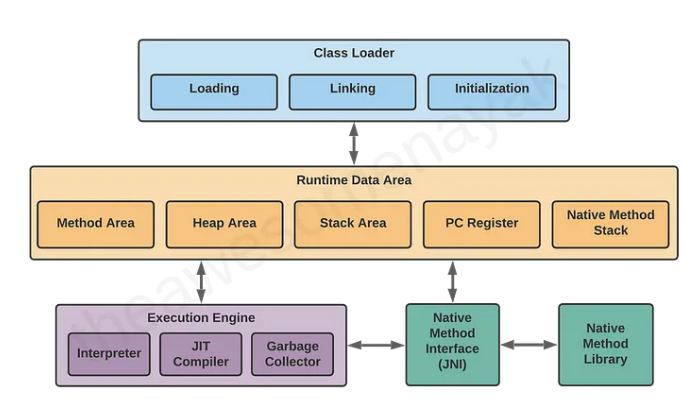 Class Loader
Loading
Linking
Initialization
Runtime Data Area
Method Area
Heap Area
Stack Area
PC Register
Native Method
Stack
Execution Engine
Interpreter
JIT
Compiler
Garbage
Collector
Native
Method
Interface
(JNI)
Native
Method
Library
theawesomenayak